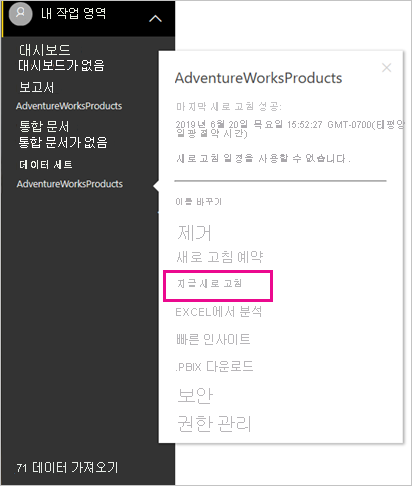 내 작업 영역
대시보드
대시보드가 없음
보고서
AdventureWorksProducts
통합 문서
통합 문서가 없음
데이터 세트
AdventureWorksProducts
71 데이터 가져오기
AdventureWorksProducts
마지막 새로 고침 성공:
2019년 6월 20일 목요일 15:52:27 GMT-0700(태평양
일광 절약 시간)
새로 고침 일정을 사용할 수 없습니다.
이름 바꾸기
제거
새로 고침 예약
지금 새로 고침
EXCEL에서 분석
빠른 인사이트
.PBIX 다운로드
보안
권한 관리